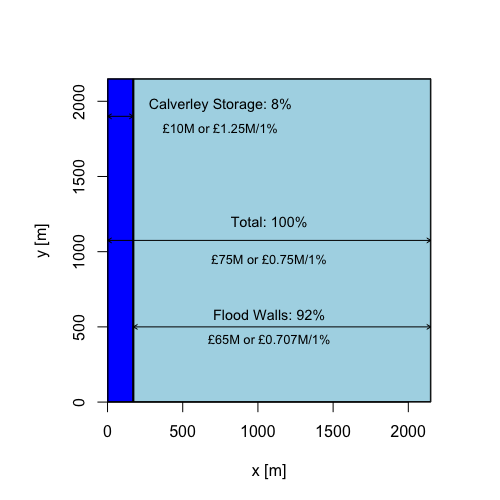 Calverley Storage: 8%
£10M or £1.25M/1%
Total: 100%
£75M or £0.75M/1%
Flood Walls: 92%
£65M or £0.707M/1%
y [m]
2000
1500
1000
500
0
0 500 1000 1500 2000
x [m]